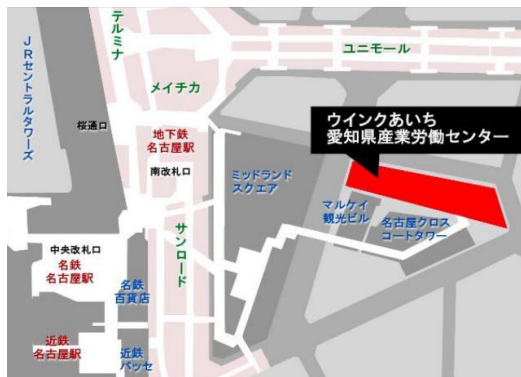 テルミナ
ユニモール
JRセントラルタワーズ
メイチカ
ウインクあいち
愛知県産業労働センター
桜通口
地下鉄
名古屋駅
南改札口
ミッドランド
スクエア
マルケイ
観光ビル
名古屋クロス
コートタワー
サンロード
中央改札口
名鉄
名古屋駅
名鉄
百貨店
近鉄
名古屋駅
近鉄
パッセ